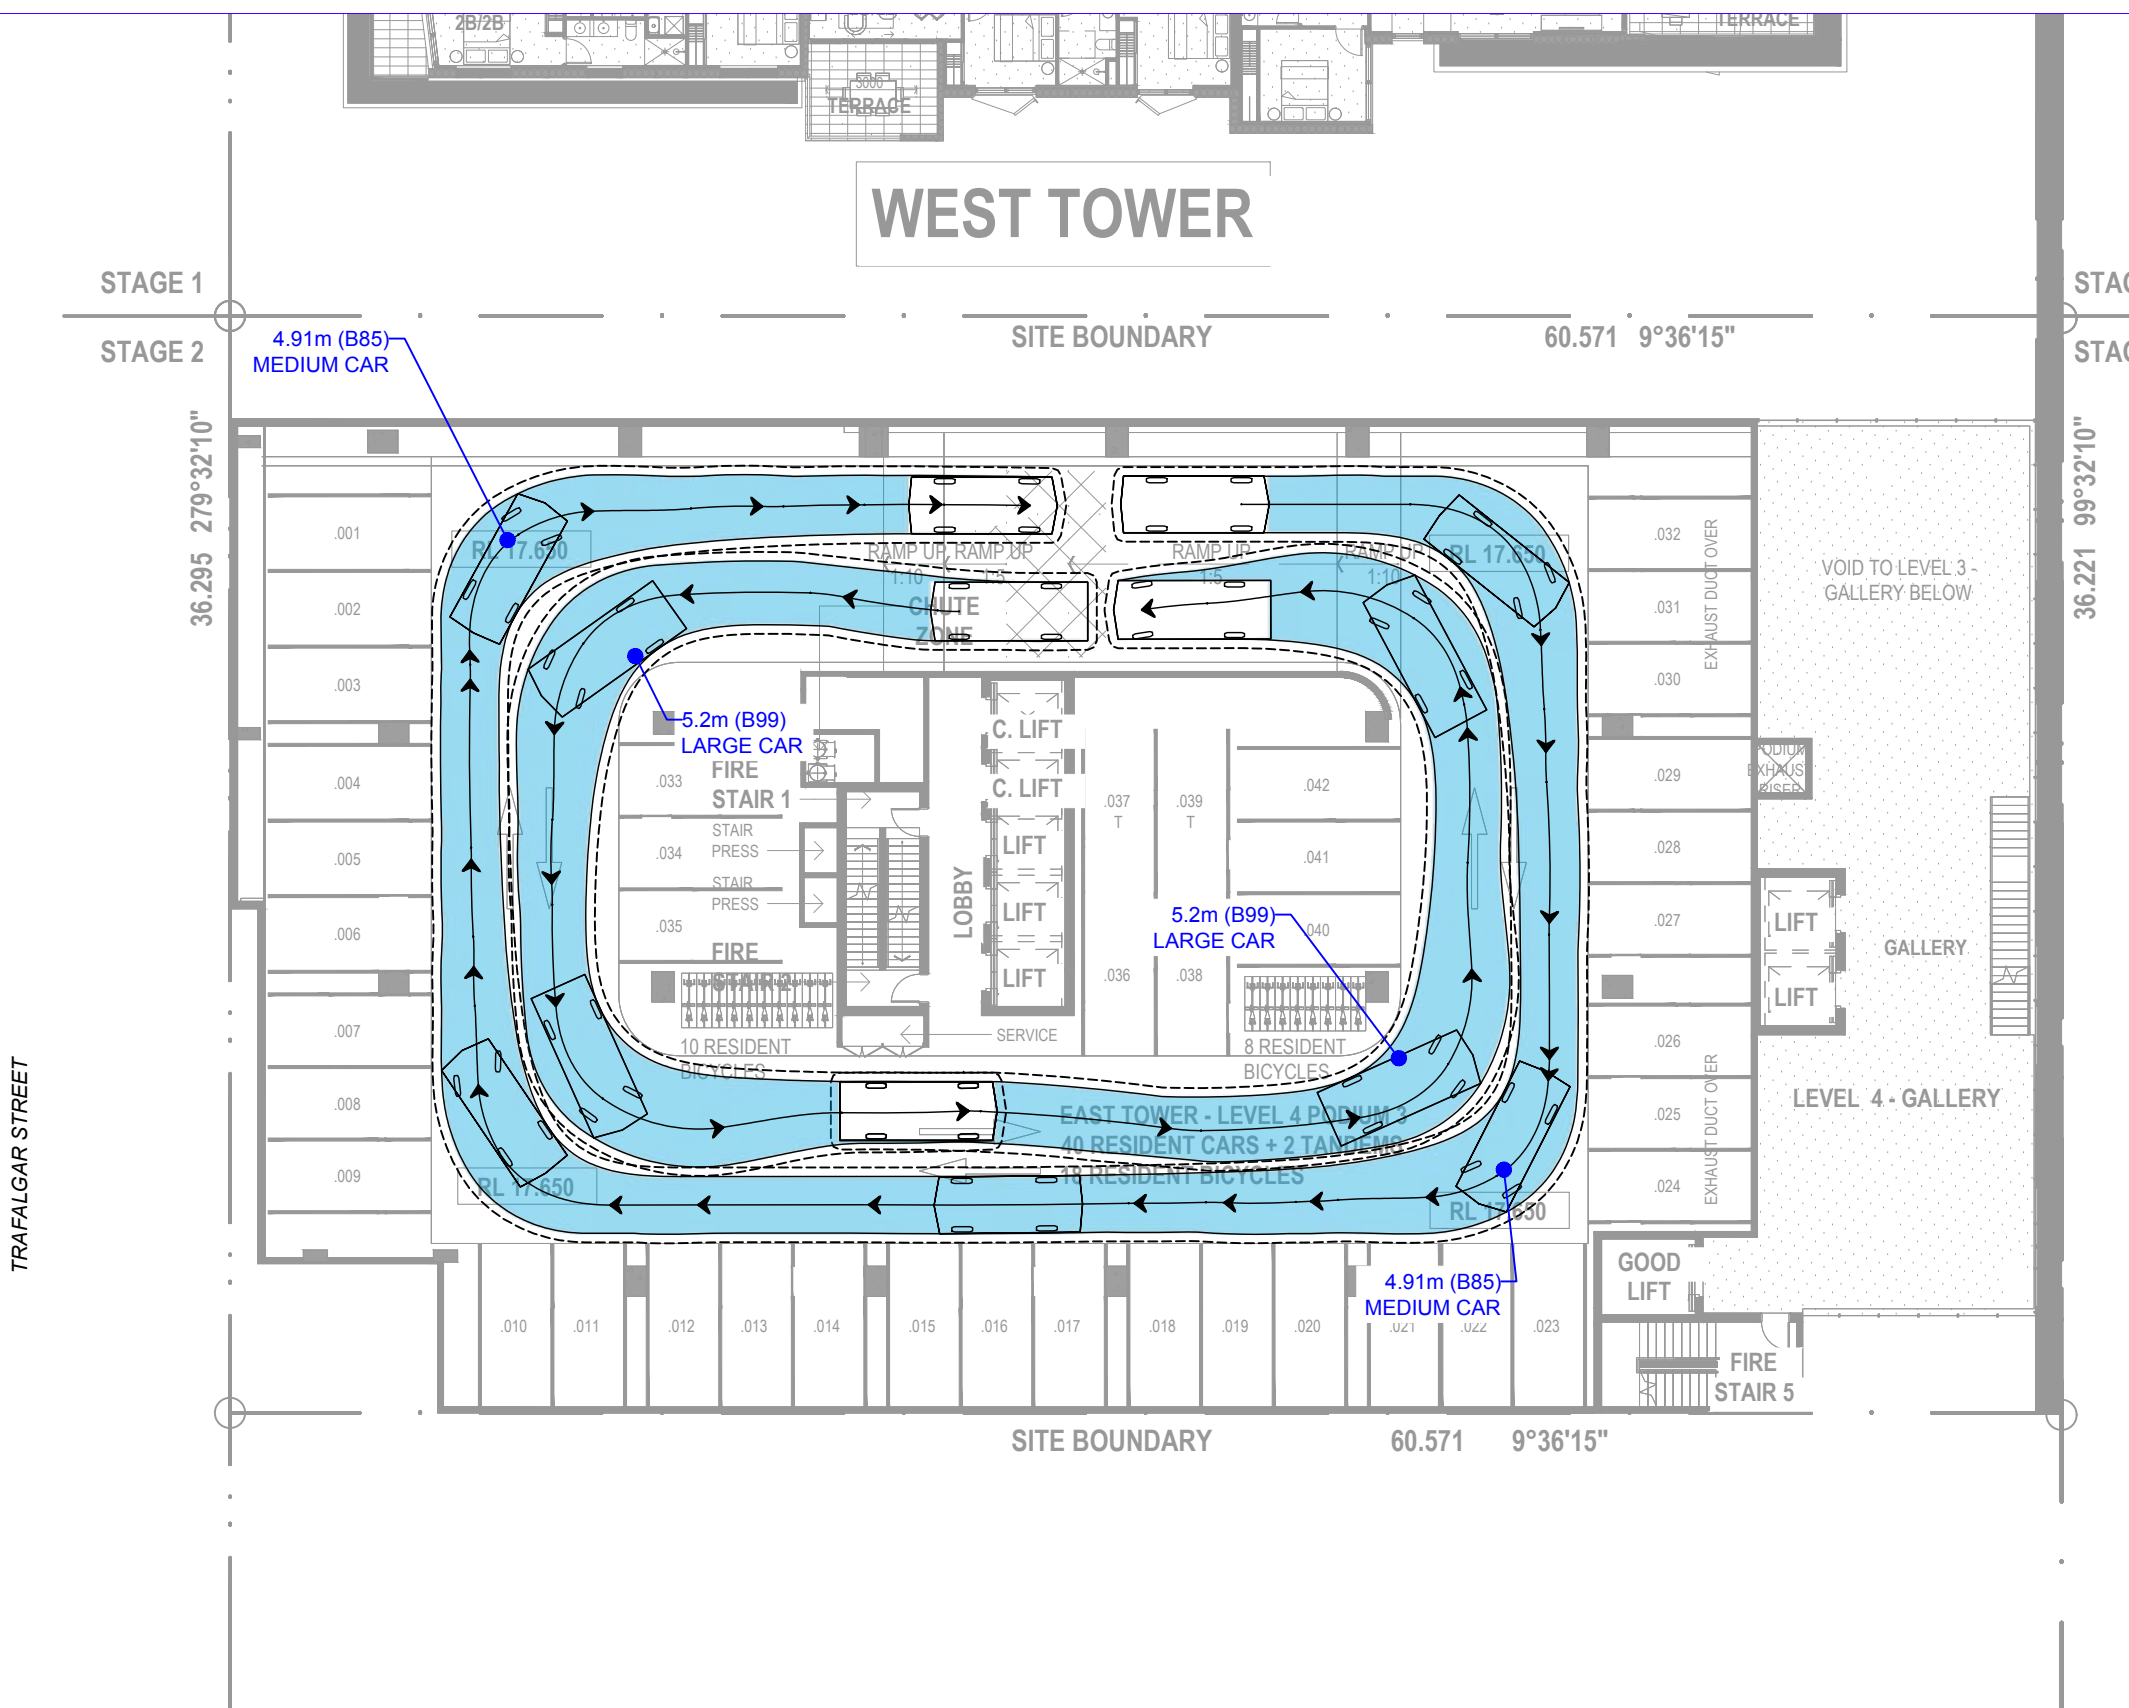 2B/2B
TERRACE
3000
TERRACE
WEST TOWER
STAGE 1
SITE BOUNDARY
60.571 9°36'15"
STAGE 2
4.91m (B85)
MEDIUM CAR
36.295 279°32'10"
36.221 99°32'10"
RL 17.650
RAMP UP
1:10
RAMP UP
1:5
RAMP UP
1:5
RAMP UP
1:10
RL 17.650
CHUTE
ZONE
VOID TO LEVEL 3 -
GALLERY BELOW
EXHAUST DUCT OVER
.001
.002
.003
.004
.005
.006
.007
.008
.009
.032
.031
.030
.029
.028
.027
.026
.025
.024
5.2m (B99)
LARGE CAR
FIRE
STAIR 1
STAIR
PRESS
STAIR
PRESS
FIRE
STAIR 2
.033
.034
.035
LOBBY
C. LIFT
C. LIFT
LIFT
LIFT
LIFT
.037
T
.039
T
.036
.038
.042
.041
.040
5.2m (B99)
LARGE CAR
PODIUM
EXHAUST
RISER
LIFT
LIFT
GALLERY
LEVEL 4 - GALLERY
SERVICE
10 RESIDENT
BICYCLES
8 RESIDENT
BICYCLES
EAST TOWER - LEVEL 4 PODIUM 3
40 RESIDENT CARS + 2 TANDEMS
18 RESIDENT BICYCLES
EXHAUST DUCT OVER
RL 17.650
RL 17.650
TRAFALGAR STREET
4.91m (B85)
MEDIUM CAR
GOOD
LIFT
.010
.011
.012
.013
.014
.015
.016
.017
.018
.019
.020
.021
.022
.023
FIRE
STAIR 5
SITE BOUNDARY
60.571 9°36'15"